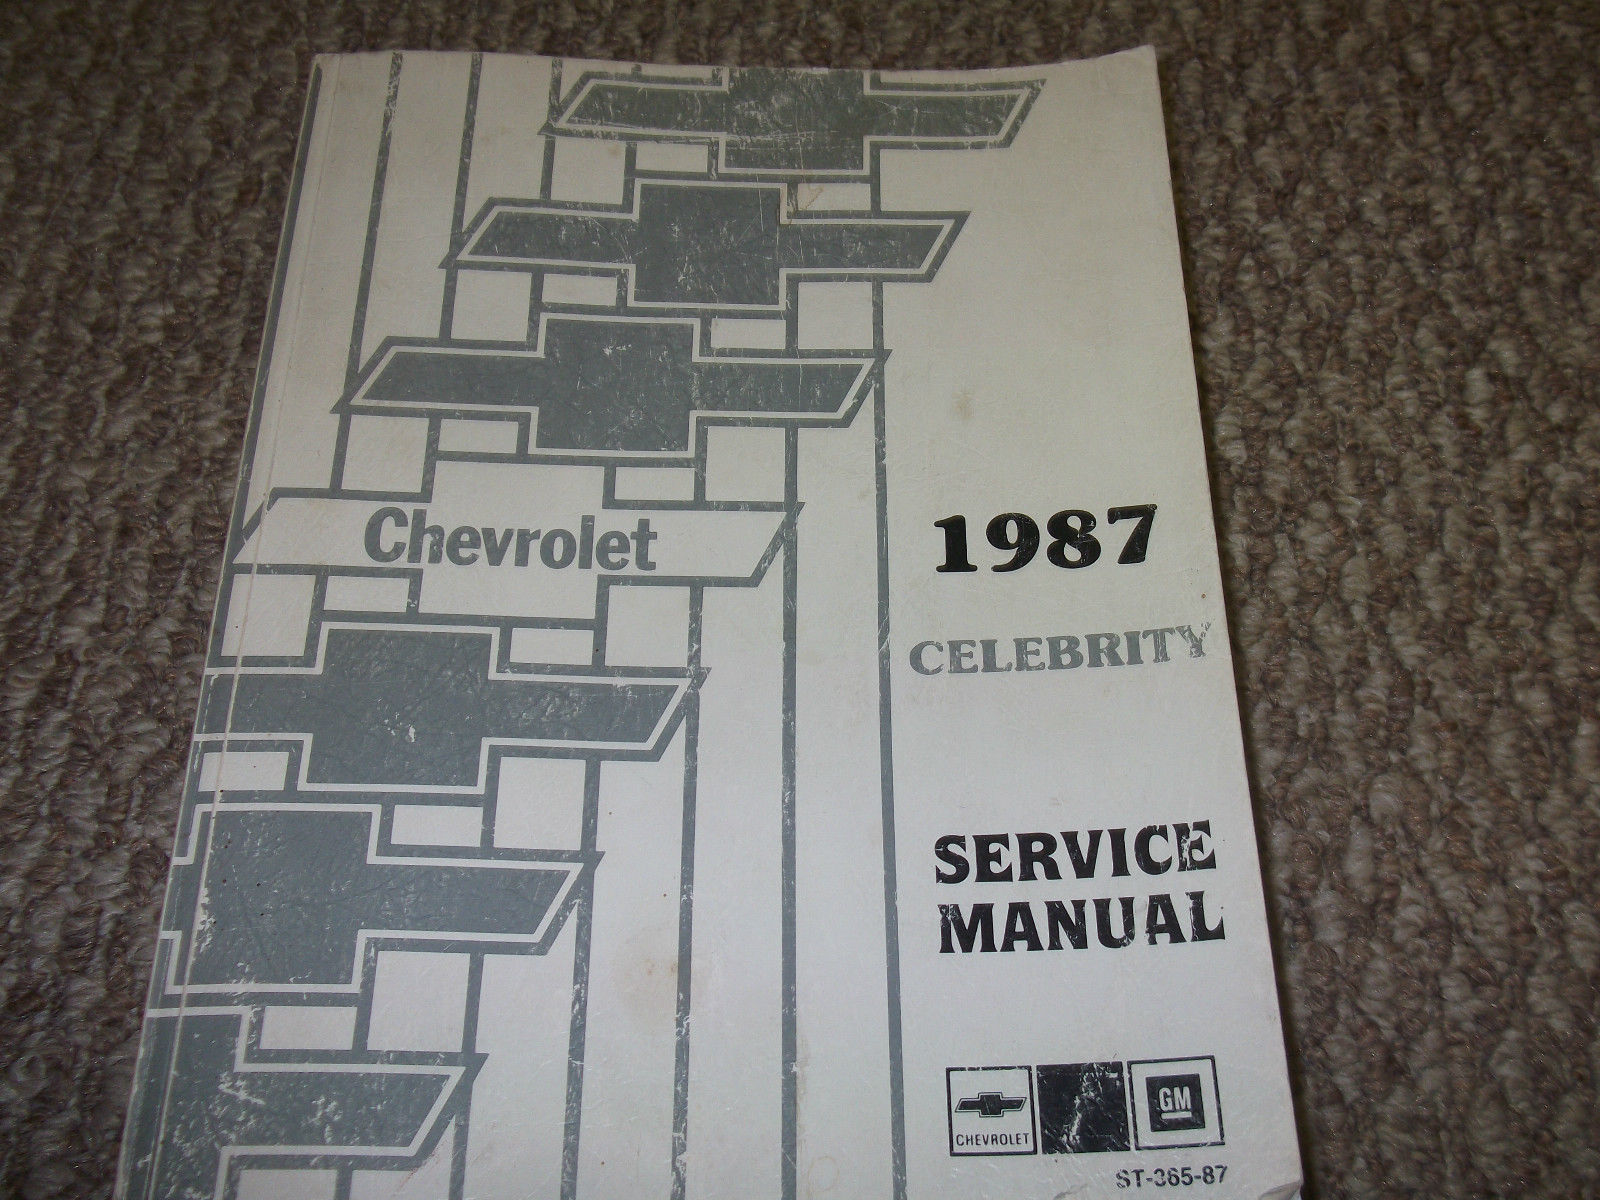 Chevrolet
1987
CELEBRITY
SERVICE
MANUAL
CHEVROLET
GM
ST-365-87